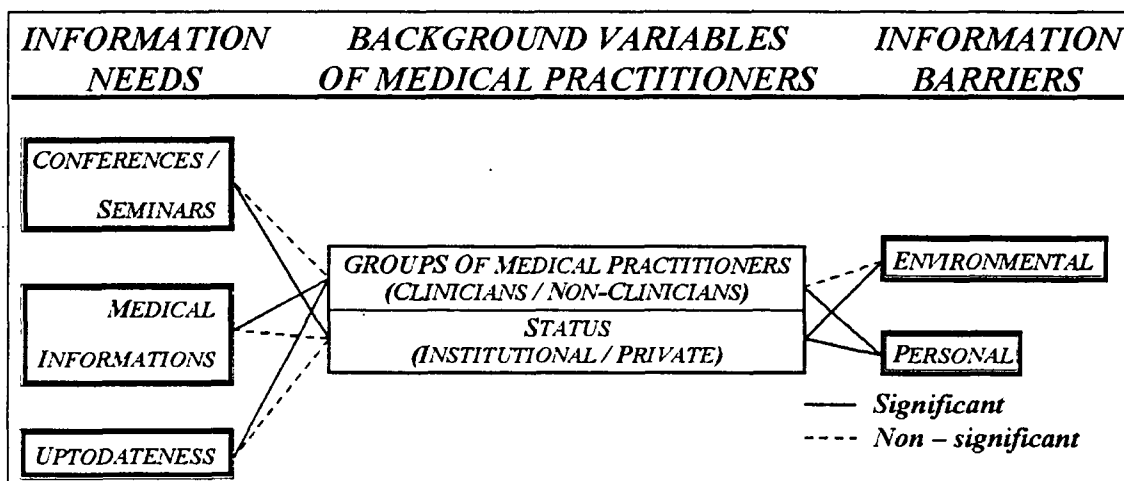 INFORMATION NEEDS
BACKGROUND VARIABLES OF MEDICAL PRACTITIONERS
INFORMATION BARRIERS
CONFERENCES /
SEMINARS
MEDICAL
INFORMATIONS
UPTODATENESS
GROUPS OF MEDICAL PRACTITIONERS
(CLINICIANS / NON-CLINICIANS)
STATUS
(INSTITUTIONAL / PRIVATE)
ENVIRONMENTAL
PERSONAL
Significant
Non – significant